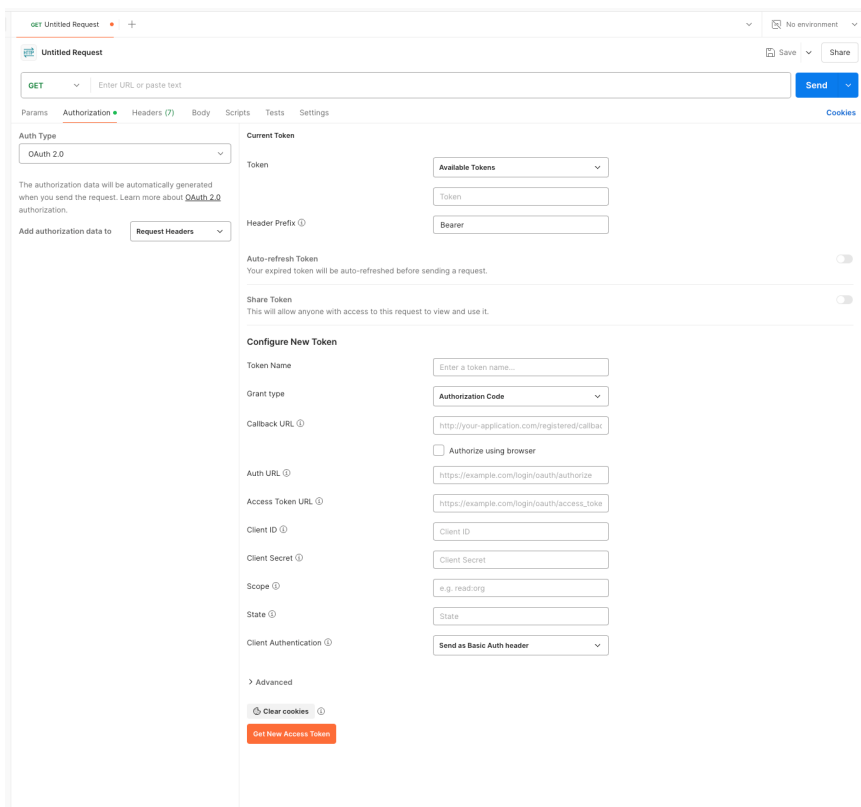 GET Untitled Request
No environment
HTTP Untitled Request
Save
Share
GET
Enter URL or paste text
Send
Params Authorization Headers (7) Body Scripts Tests Settings
Cookies
Auth Type
OAuth 2.0
The authorization data will be automatically generated
when you send the request. Learn more about OAuth 2.0
authorization.
Add authorization data to
Request Headers
Current Token
Token
Available Tokens
Token
Header Prefix
Bearer
Auto-refresh Token
Your expired token will be auto-refreshed before sending a request.
Share Token
This will allow anyone with access to this request to view and use it.
Configure New Token
Token Name
Enter a token name...
Grant type
Authorization Code
Callback URL
http://your-application.com/registered/callbac
Authorize using browser
Auth URL
https://example.com/login/oauth/authorize
Access Token URL
https://example.com/login/oauth/access_toke
Client ID
Client ID
Client Secret
Client Secret
Scope
e.g. read:org
State
State
Client Authentication
Send as Basic Auth header
Advanced
Clear cookies
Get New Access Token